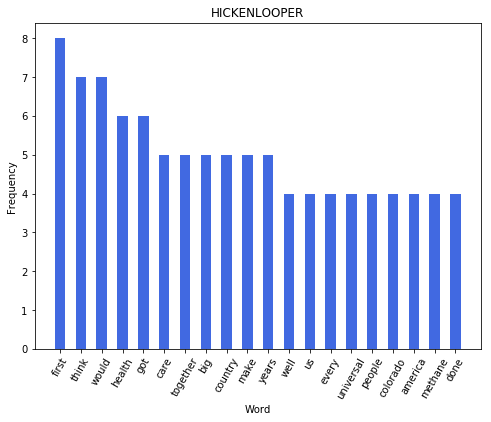 HICKENLOOPER
8
7
6
5
4
3
2
1
0
Frequency
first think would health got care together big country make years well us every universal people colorado america methane done
Word